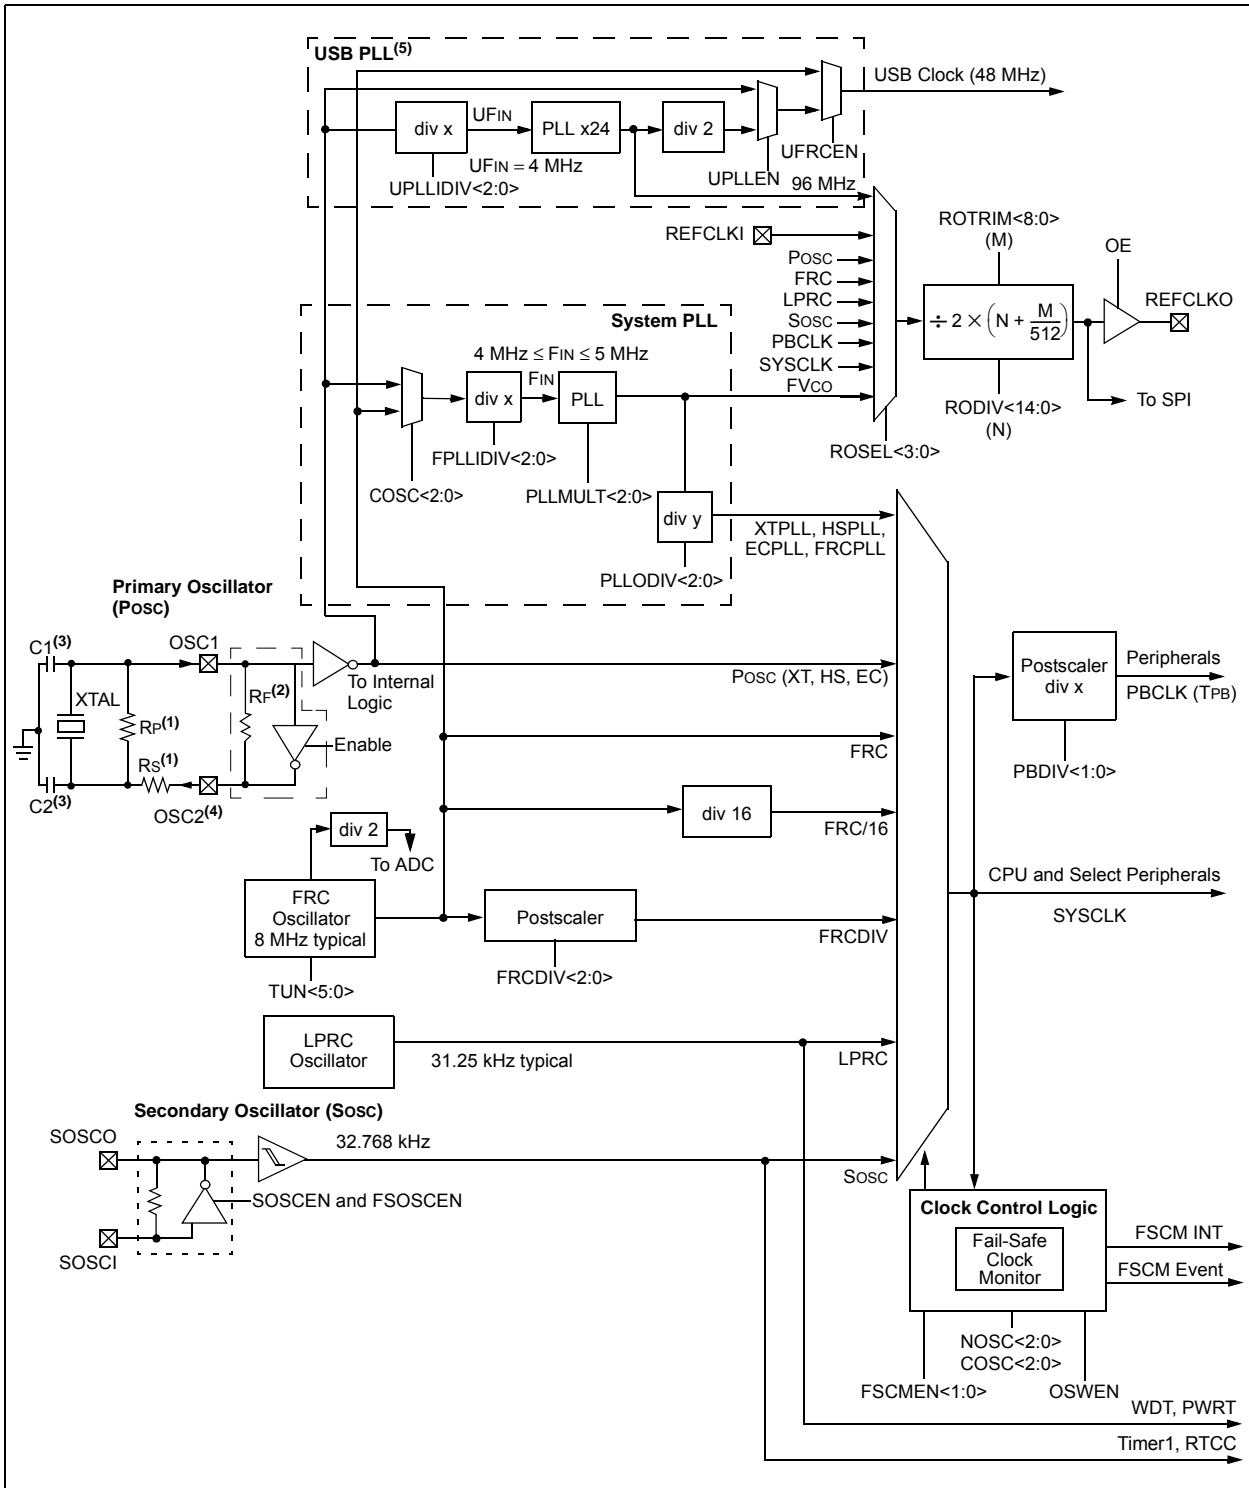 USB PLL(5)
USB Clock (48 MHz)
div x
UFIN
PLL x24
div 2
UFIN = 4 MHz
UFRCEN
UPLLIDIV<2:0>
UPLLEN
96 MHz
REFCLKI
POSC
FRC
LPRC
SOSC
PBCLK
SYSCLK
FVCO
ROTRIM<8:0>
(M)
OE
REFCLKO
÷ 2 × (N + M/512)
To SPI
RODIV<14:0>
(N)
ROSEL<3:0>
System PLL
4 MHz ≤ FIN ≤ 5 MHz
FIN
div x
PLL
FPLLIDIV<2:0>
COSC<2:0>
PLLMULT<2:0>
div y
XTPLL, HSPLL,
ECPLL, FRCPLL
PLLODIV<2:0>
Primary Oscillator
(POSC)
C1(3)
OSC1
XTAL
RP(1)
RF(2)
To Internal
Logic
Enable
RS(1)
C2(3)
OSC2(4)
POSC (XT, HS, EC)
Postscaler
div x
Peripherals
PBCLK (TPB)
PBDIV<1:0>
FRC
div 16
FRC/16
div 2
To ADC
FRC
Oscillator
8 MHz typical
TUN<5:0>
Postscaler
FRCDIV
FRCDIV<2:0>
CPU and Select Peripherals
SYSCLK
LPRC
Oscillator
31.25 kHz typical
LPRC
Secondary Oscillator (SOSC)
SOSCO
32.768 kHz
SOSCEN and FSOSCEN
SOSCI
SOSC
Clock Control Logic
Fail-Safe
Clock
Monitor
FSCM INT
FSCM Event
NOSC<2:0>
COSC<2:0>
FSCMEN<1:0>
OSWEN
WDT, PWRT
Timer1, RTCC